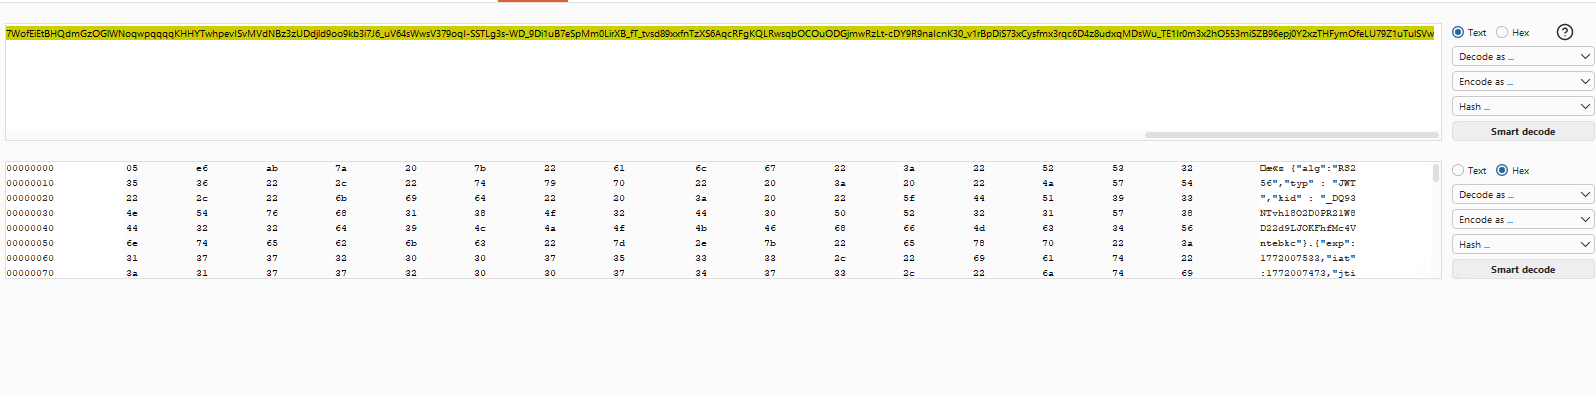 7WofEiEtBHQdmGzOGlWNoqwpqqqqKHHYTwhpevISvMVdNBz3zUDdjld9oo9kb3i7J6_uV64sWwsV379oqI-SSTLg3s-WD_9Di1uB7eSpMm0LirXB_fT_tvsd89xxfnTzXS6AqcRFgKQLRwsqbOCOuODGjmwRzLt-cDY9R9naIcnK30_v1rBpDiS73xCysfmx3rqc6D4z8udxqMDsWu_TE1Ir0m3x2hO553miSZB96epj0Y2xzTHFymOfeLU79Z1uTulSVw
Text Hex
Decode as ...
Encode as ...
Hash ...
Smart decode
00000000 05 e6 ab 7a 20 7b 22 61 6c 67 22 3a 22 52 53 32 □æ«z {"alg":"RS2
00000010 35 36 22 2c 22 74 79 70 22 20 3a 20 22 4a 57 54 56","typ" : "JWT
00000020 22 2c 22 6b 69 64 22 20 3a 20 22 5f 44 51 39 33 ","kid" : "_DQ93
00000030 4e 54 76 68 31 38 4f 32 44 30 50 52 32 31 57 38 NTvh18O2D0PR21W8
00000040 44 32 32 64 39 4c 4a 4f 4b 46 68 66 4d 63 34 56 D22d9LJOKFhfMc4V
00000050 6e 74 65 62 6b 63 22 7d 2e 7b 22 65 78 70 22 3a ntebkc"}.{"exp":
00000060 31 37 37 32 30 30 37 35 33 33 2c 22 69 61 74 22 1772007533,"iat"
00000070 3a 31 37 37 32 30 30 37 34 37 33 2c 22 6a 74 69 :1772007473,"jti
Text Hex
Decode as ...
Encode as ...
Hash ...
Smart decode